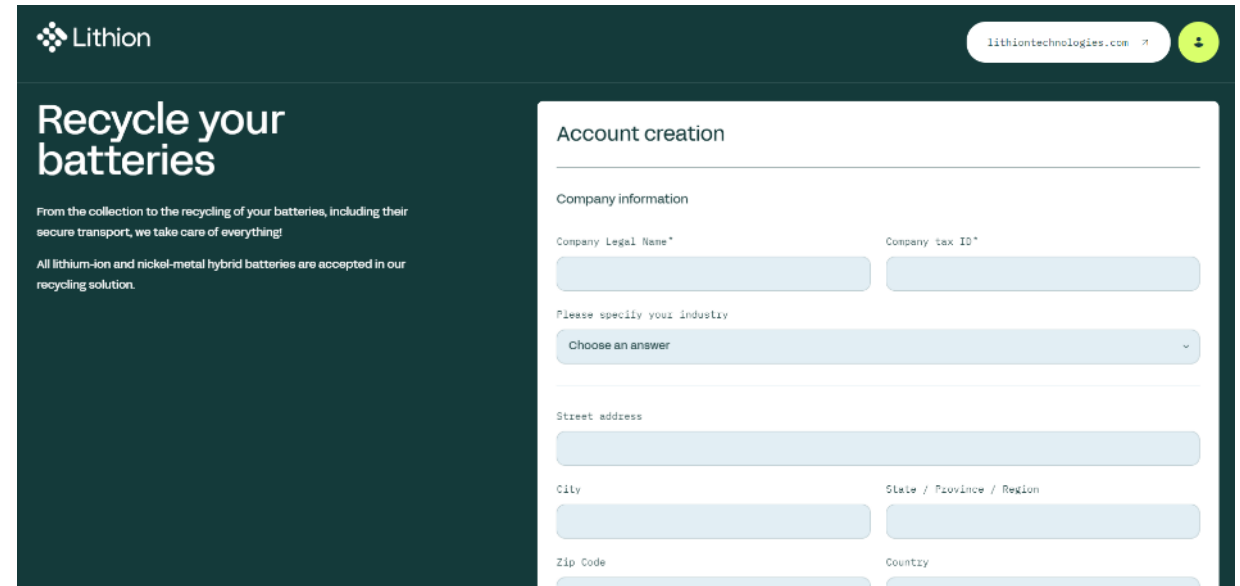 Lithion
lithiontechnologies.com
Recycle your
batteries
From the collection to the recycling of your batteries, including their
secure transport, we take care of everything!
All lithium-ion and nickel-metal hybrid batteries are accepted in our
recycling solution.
Account creation
Company information
Company Legal Name*
Company tax ID*
Please specify your industry
Choose an answer
Street address
City
State / Province / Region
Zip Code
Country